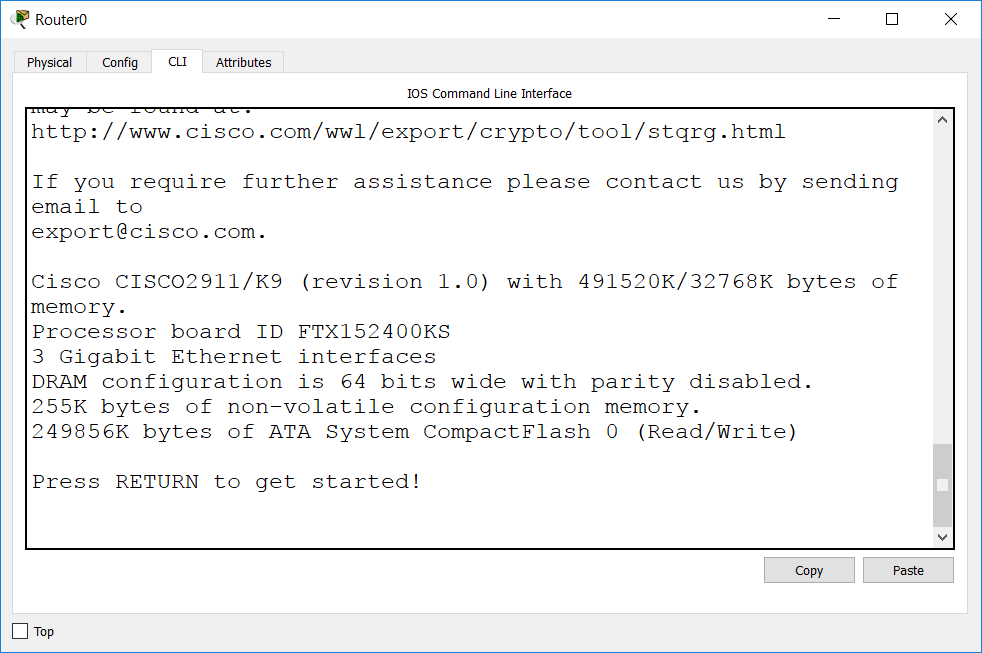 Router0
Physical Config CLI Attributes
IOS Command Line Interface
may be found at:
http://www.cisco.com/wwl/export/crypto/tool/stqrg.html
If you require further assistance please contact us by sending
email to
export@cisco.com.
Cisco CISCO2911/K9 (revision 1.0) with 491520K/32768K bytes of
memory.
Processor board ID FTX152400KS
3 Gigabit Ethernet interfaces
DRAM configuration is 64 bits wide with parity disabled.
255K bytes of non-volatile configuration memory.
249856K bytes of ATA System CompactFlash 0 (Read/Write)
Press RETURN to get started!
Copy Paste
Top